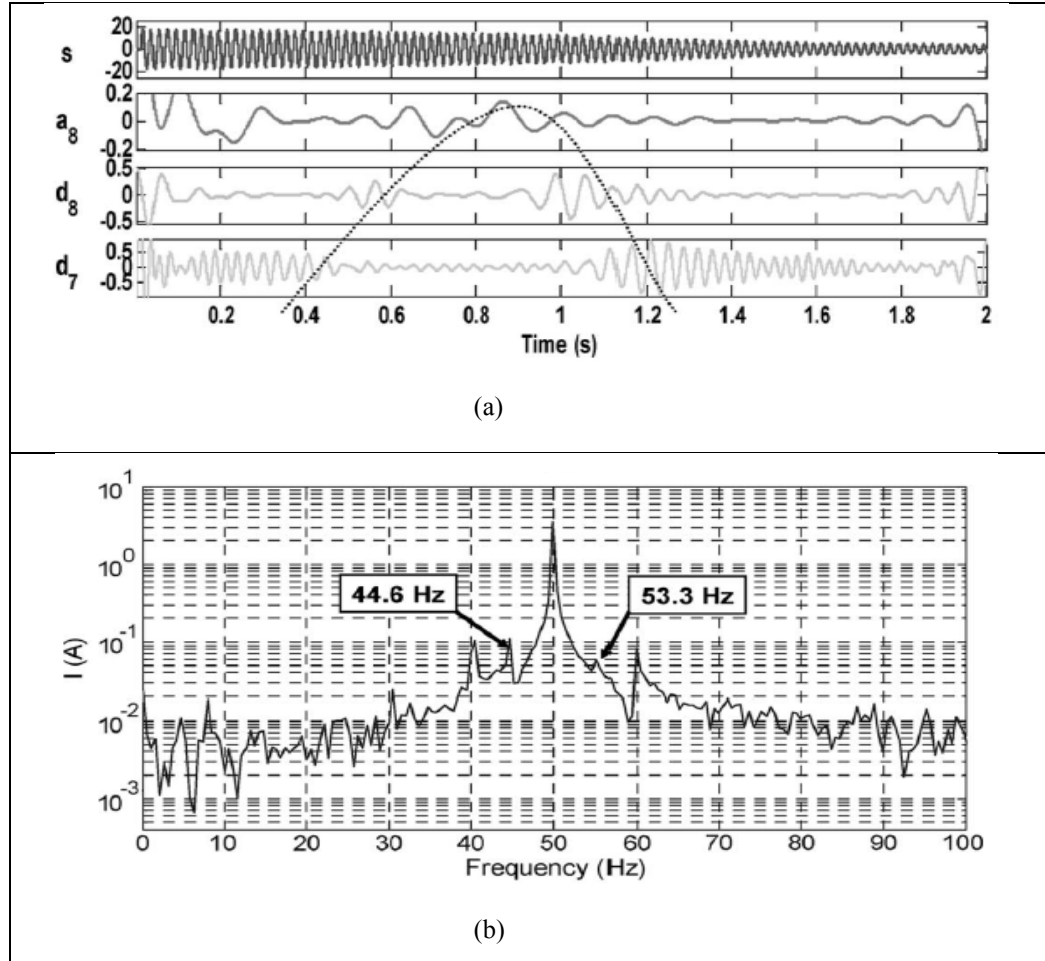 s
20
0
-20
a8
0.2
0
-0.2
d8
0.5
0
-0.5
d7
0.5
0
-0.5
0.2 0.4 0.6 0.8 1 1.2 1.4 1.6 1.8 2
Time (s)
(a)
I (A)
10^1
10^0
10^-1
10^-2
10^-3
44.6 Hz
53.3 Hz
0 10 20 30 40 50 60 70 80 90 100
Frequency (Hz)
(b)